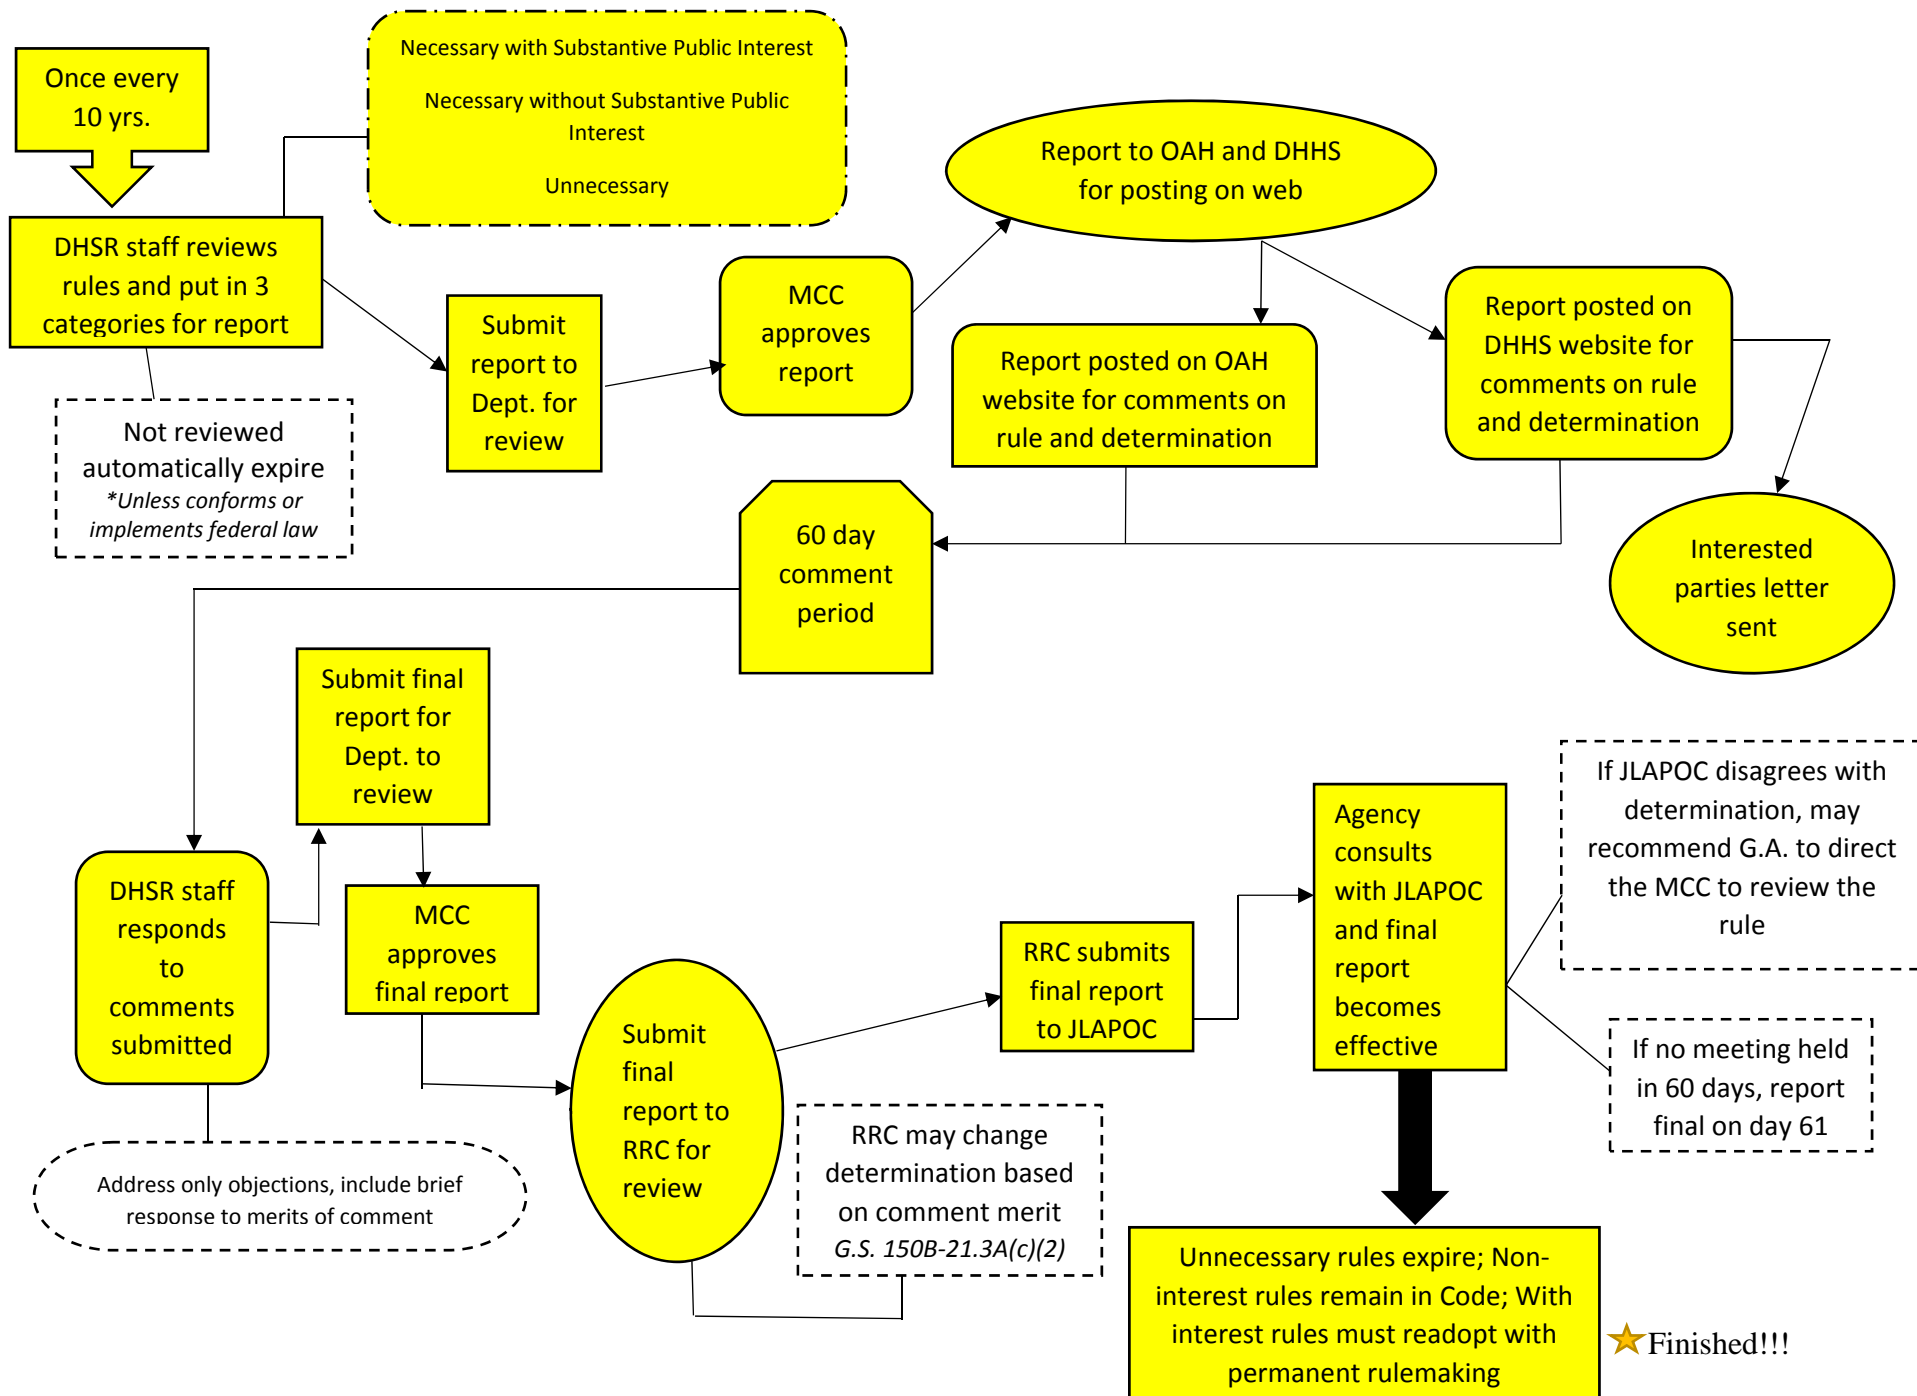 Once every
10 yrs.
Necessary with Substantive Public Interest
Necessary without Substantive Public
Interest
Unnecessary
DHSR staff reviews
rules and put in 3
categories for report
Not reviewed
automatically expire
*Unless conforms or
implements federal law
Submit
report to
Dept. for
review
MCC
approves
report
Report to OAH and DHHS
for posting on web
Report posted on OAH
website for comments on
rule and determination
Report posted on
DHHS website for
comments on rule
and determination
Interested
parties letter
sent
60 day
comment
period
DHSR staff
responds
to
comments
submitted
Address only objections, include brief
response to merits of comment
Submit final
report for
Dept. to
review
MCC
approves
final report
Submit
final
report to
RRC for
review
RRC may change
determination based
on comment merit
G.S. 150B-21.3A(c)(2)
RRC submits
final report
to JLAPOC
Agency
consults
with JLAPOC
and final
report
becomes
effective
If JLAPOC disagrees with
determination, may
recommend G.A. to direct
the MCC to review the
rule
If no meeting held
in 60 days, report
final on day 61
Unnecessary rules expire; Non-
interest rules remain in Code; With
interest rules must readopt with
permanent rulemaking
Finished!!!